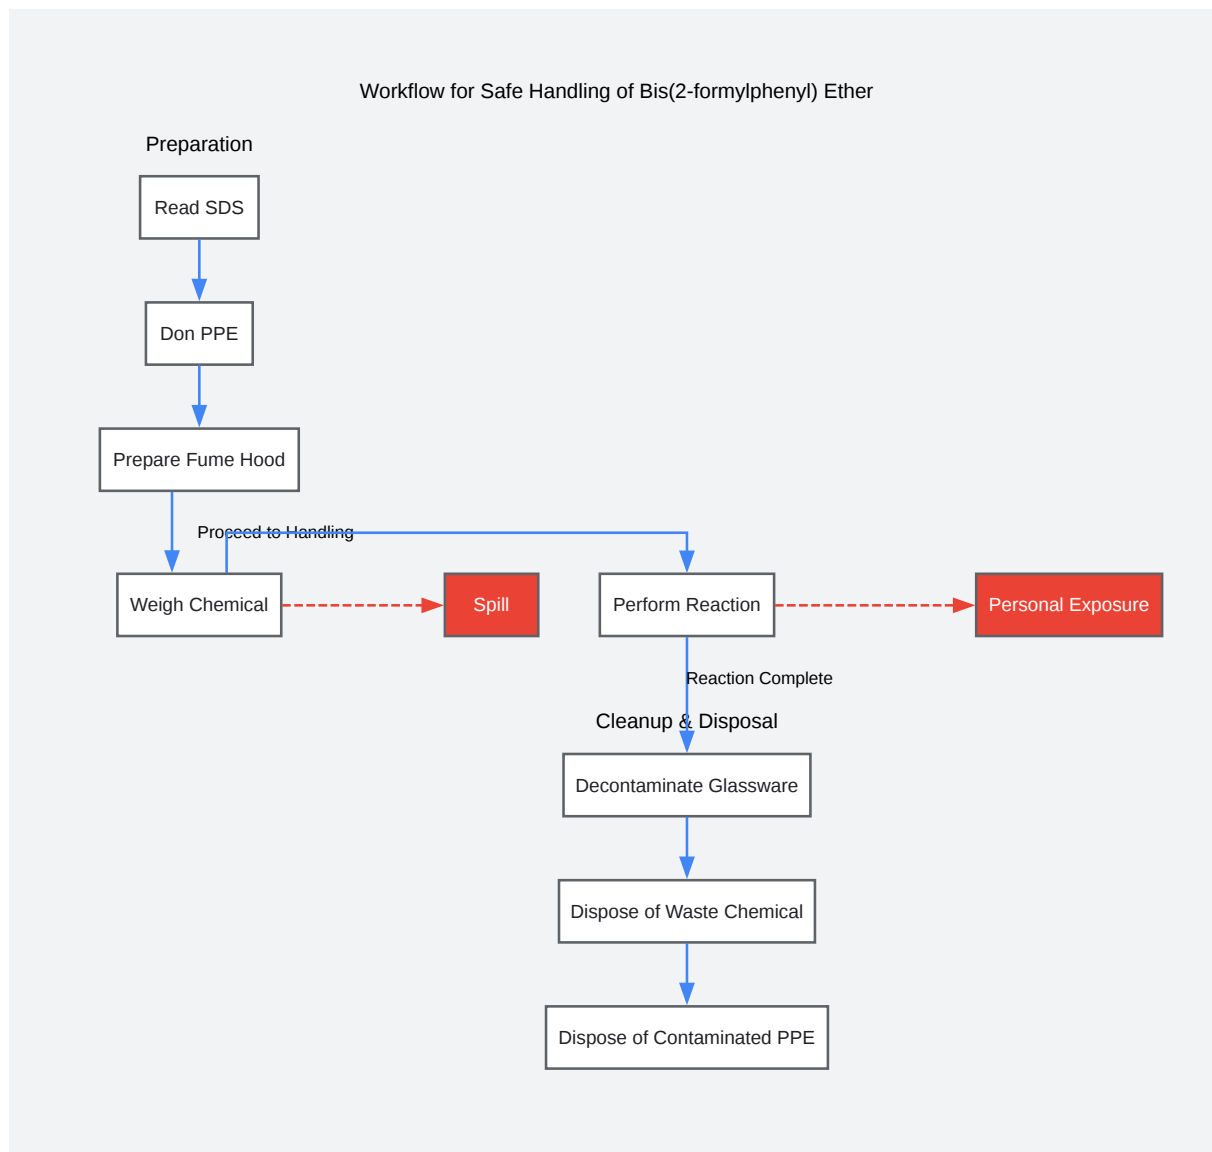 Workflow for Safe Handling of Bis(2-formylphenyl) Ether
Preparation
Read SDS
Don PPE
Prepare Fume Hood
Proceed to Handling
Weigh Chemical
Spill
Perform Reaction
Personal Exposure
Reaction Complete
Cleanup & Disposal
Decontaminate Glassware
Dispose of Waste Chemical
Dispose of Contaminated PPE